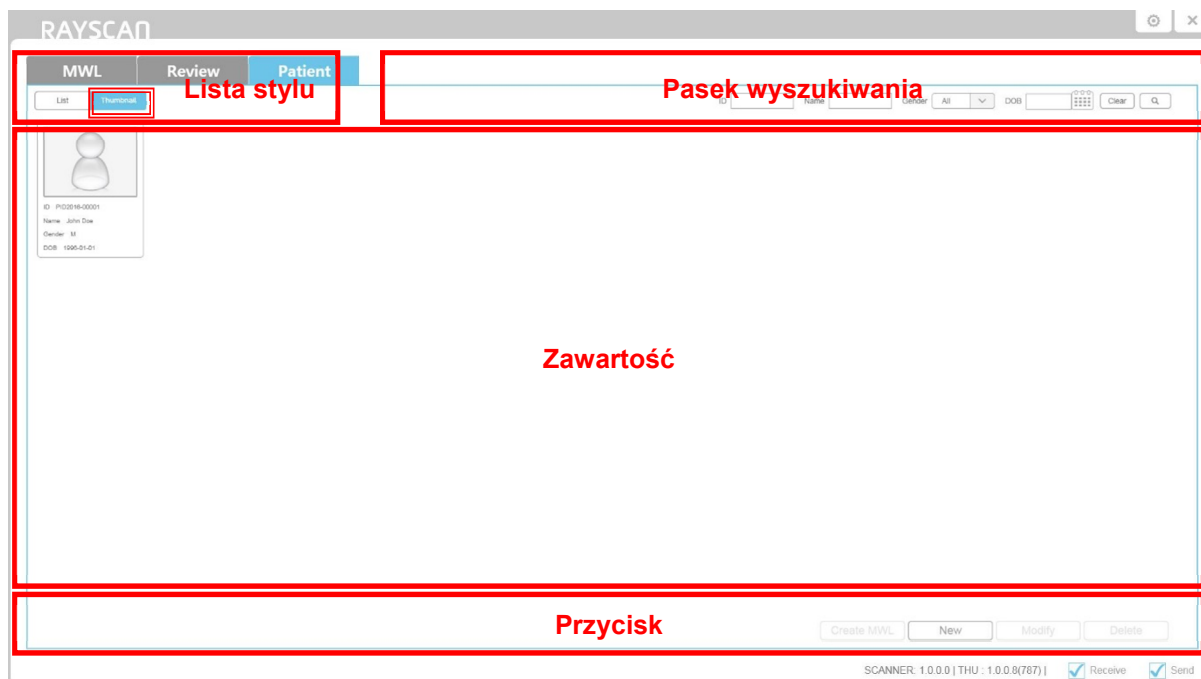 RAYSCAN
MWL Review Patient
Lista stylu
Pasek wyszukiwania
List Thumbnail
ID Name Gender All DOB Clear
ID PID2016-00001
Name John Doe
Gender M
DOB 1996-01-01
Zawartość
Przycisk
Create MWL New Modify Delete
SCANNER: 1.0.0.0 | THU : 1.0.0.8(787) | Receive Send